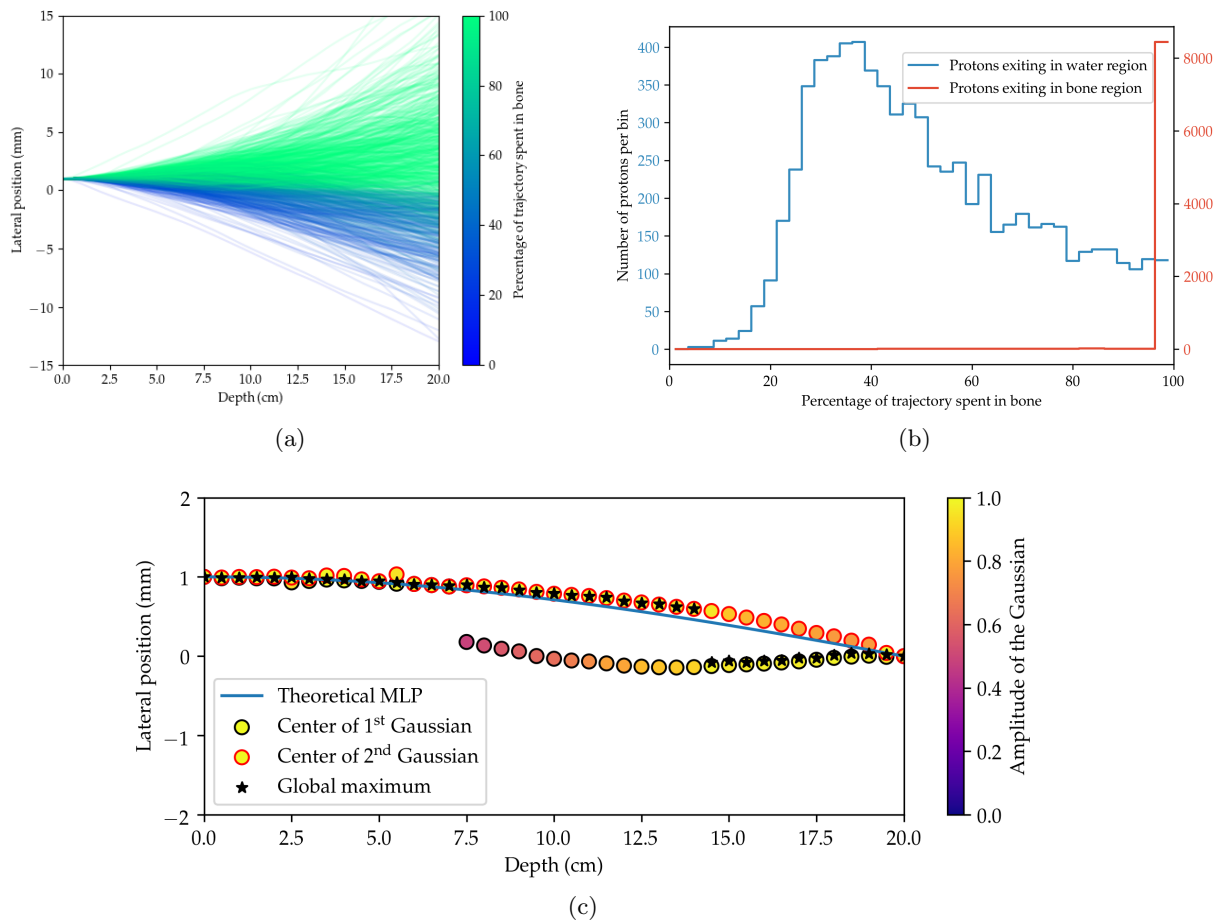 15
10
5
0
−5
−10
−15
0.0 2.5 5.0 7.5 10.0 12.5 15.0 17.5 20.0
Depth (cm)
Lateral position (mm)
100
80
60
40
20
0
Percentage of trajectory spent in bone
(a)
400
350
300
250
200
150
100
50
0
Number of protons per bin
Protons exiting in water region
Protons exiting in bone region
8000
6000
4000
2000
0
0 20 40 60 80 100
Percentage of trajectory spent in bone
(b)
2
1
0
−1
−2
Lateral position (mm)
Theoretical MLP
Center of 1st Gaussian
Center of 2nd Gaussian
Global maximum
0.0 2.5 5.0 7.5 10.0 12.5 15.0 17.5 20.0
Depth (cm)
1.0
0.8
0.6
0.4
0.2
0.0
Amplitude of the Gaussian
(c)